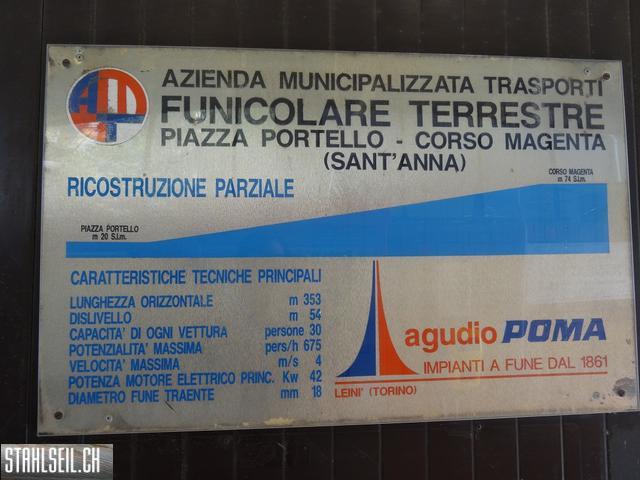 AMT
AZIENDA MUNICIPALIZZATA TRASPORTI
FUNICOLARE TERRESTRE
PIAZZA PORTELLO - CORSO MAGENTA
(SANT'ANNA)
RICOSTRUZIONE PARZIALE
CORSO MAGENTA
m 74 S.l.m.
PIAZZA PORTELLO
m 20 S.l.m.
CARATTERISTICHE TECNICHE PRINCIPALI
LUNGHEZZA ORIZZONTALE m 353
DISLIVELLO m 54
CAPACITA' DI OGNI VETTURA persone 30
POTENZIALITA' MASSIMA pers/h 675
VELOCITA' MASSIMA m/s 4
POTENZA MOTORE ELETTRICO PRINC. Kw 42
DIAMETRO FUNE TRAENTE mm 18
agudio POMA
IMPIANTI A FUNE DAL 1861
LEINI' (TORINO)
STAHLSEIL.CH